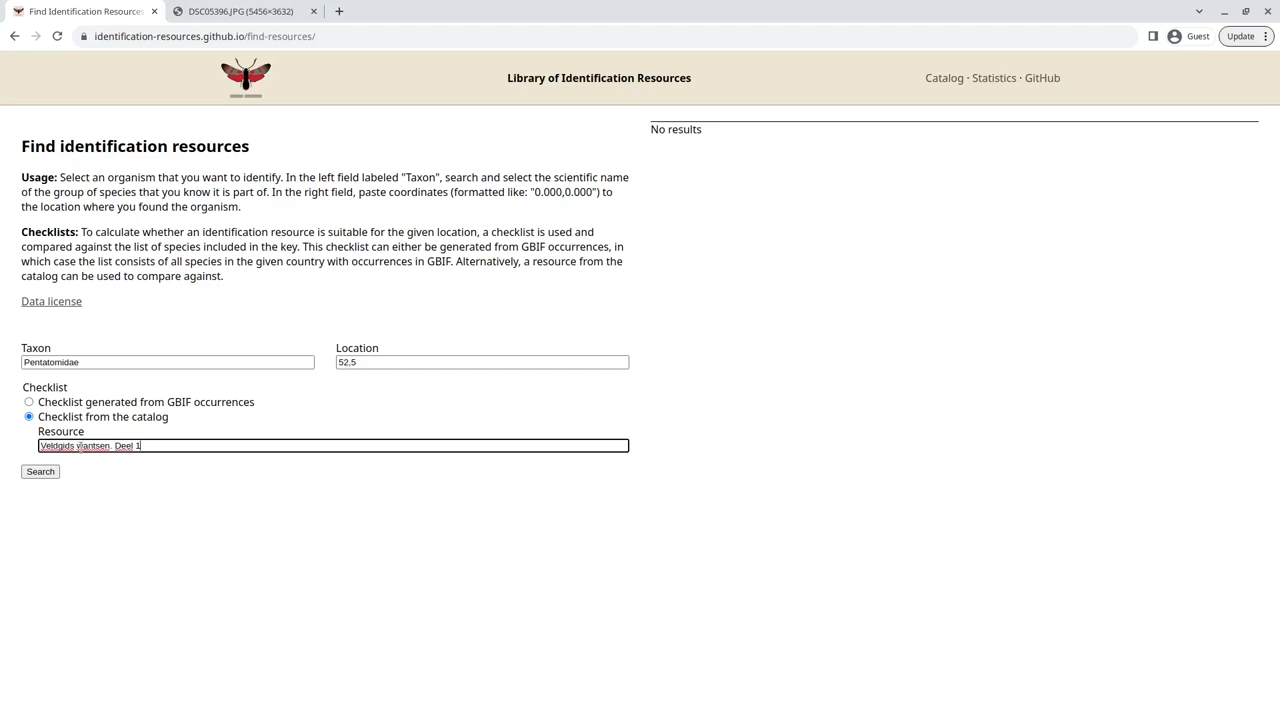 Find Identification Resources
DSC05396.JPG (5456×3632)
identification-resources.github.io/find-resources/
Guest
Update
Library of Identification Resources
Catalog · Statistics · GitHub
Find identification resources
Usage: Select an organism that you want to identify. In the left field labeled "Taxon", search and select the scientific name
of the group of species that you know it is part of. In the right field, paste coordinates (formatted like: "0.000,0.000") to
the location where you found the organism.
Checklists: To calculate whether an identification resource is suitable for the given location, a checklist is used and
compared against the list of species included in the key. This checklist can either be generated from GBIF occurrences, in
which case the list consists of all species in the given country with occurrences in GBIF. Alternatively, a resource from the
catalog can be used to compare against.
Data license
Taxon
Location
Pentatomidae
52,5
Checklist
Checklist generated from GBIF occurrences
Checklist from the catalog
Resource
Veldgids wantsen. Deel 1
Search
No results